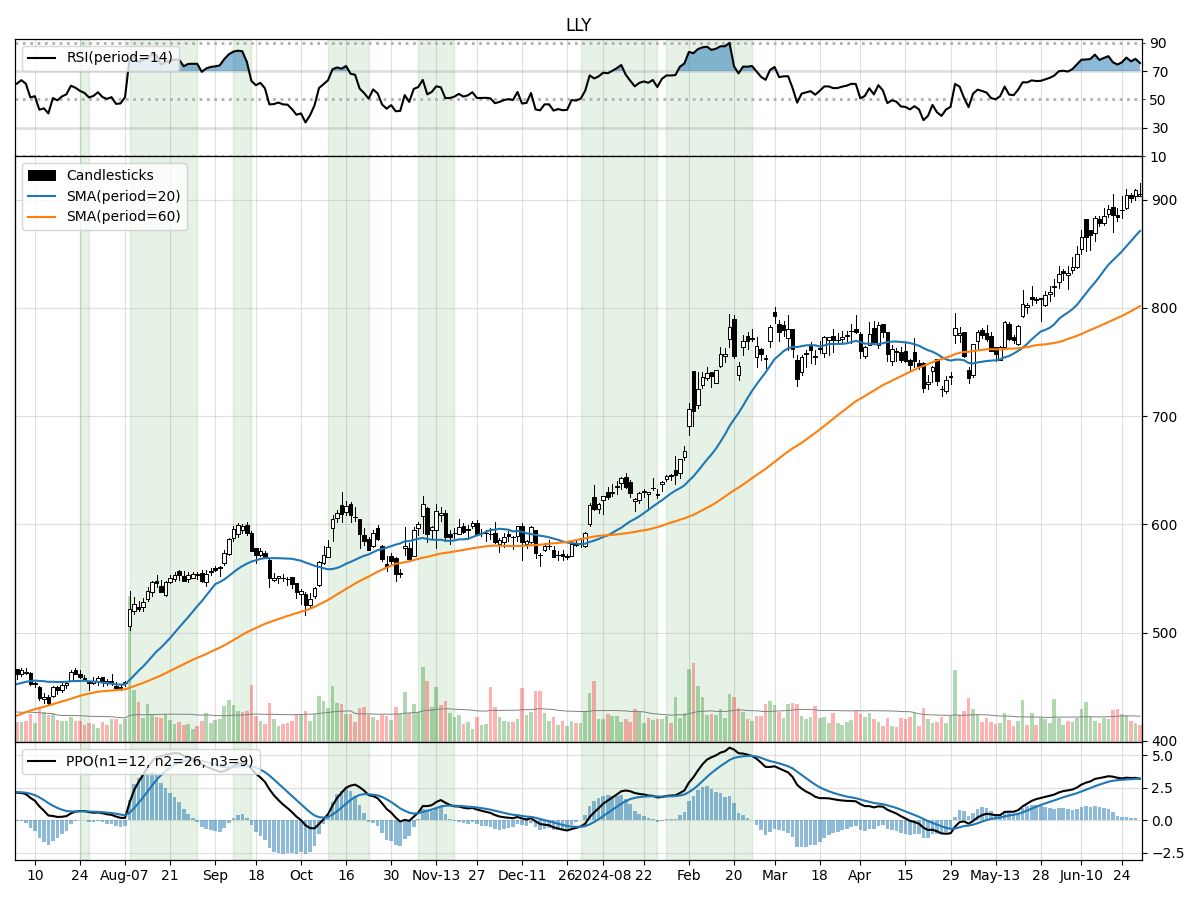 LLY
RSI(period=14)
90
70
50
30
10
Candlesticks
SMA(period=20)
SMA(period=60)
900
800
700
600
500
400
PPO(n1=12, n2=26, n3=9)
5.0
2.5
0.0
−2.5
10 24 Aug-07 21 Sep 18 Oct 16 30 Nov-13 27 Dec-11 26 2024-08 22 Feb 20 Mar 18 Apr 15 29 May-13 28 Jun-10 24